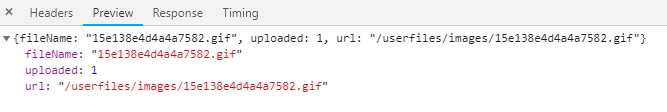 Headers Preview Response Timing
{fileName: "15e138e4d4a4a7582.gif", uploaded: 1, url: "/userfiles/images/15e138e4d4a4a7582.gif"}
fileName: "15e138e4d4a4a7582.gif"
uploaded: 1
url: "/userfiles/images/15e138e4d4a4a7582.gif"